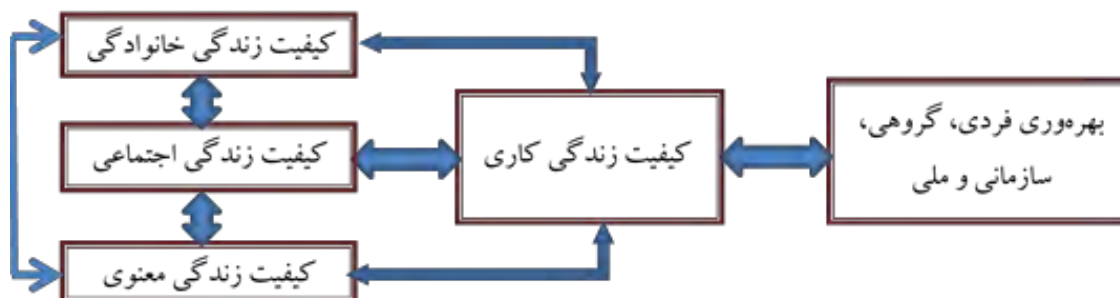 کیفیت زندگی خانوادگی
کیفیت زندگی اجتماعی
کیفیت زندگی معنوی
کیفیت زندگی کاری
بهره‌وری فردی، گروهی،
سازمانی و ملی